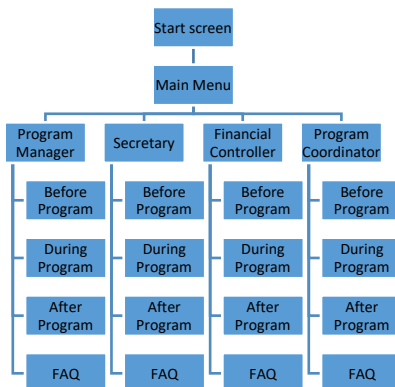 Start screen
Main Menu
Program
Manager
Secretary
Financial
Controller
Program
Coordinator
Before
Program
Before
Program
Before
Program
Before
Program
During
Program
During
Program
During
Program
During
Program
After
Program
After
Program
After
Program
After
Program
FAQ
FAQ
FAQ
FAQ